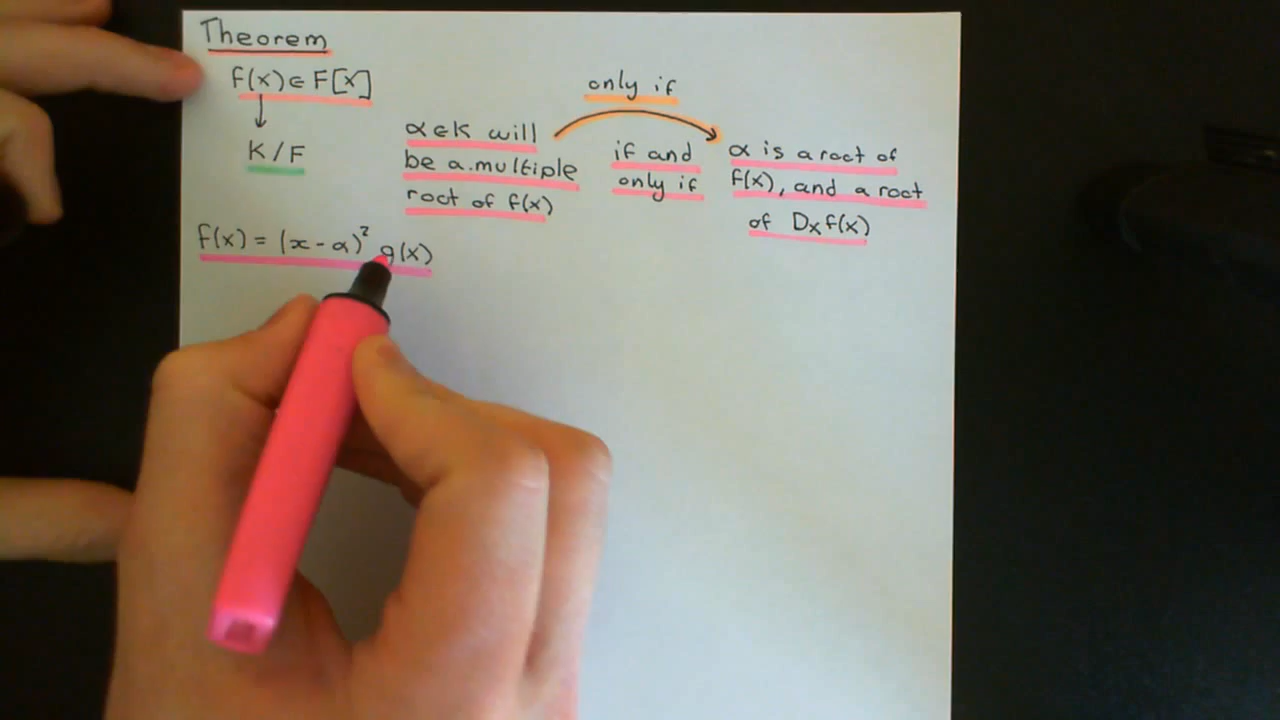 Theorem
f(x) ∈ F[x]
↓
K / F
only if
α ∈ K will
be a multiple
root of f(x)
if and
only if
α is a root of
f(x), and a root
of Dₓf(x)
f(x) = (x - α)² g(x)